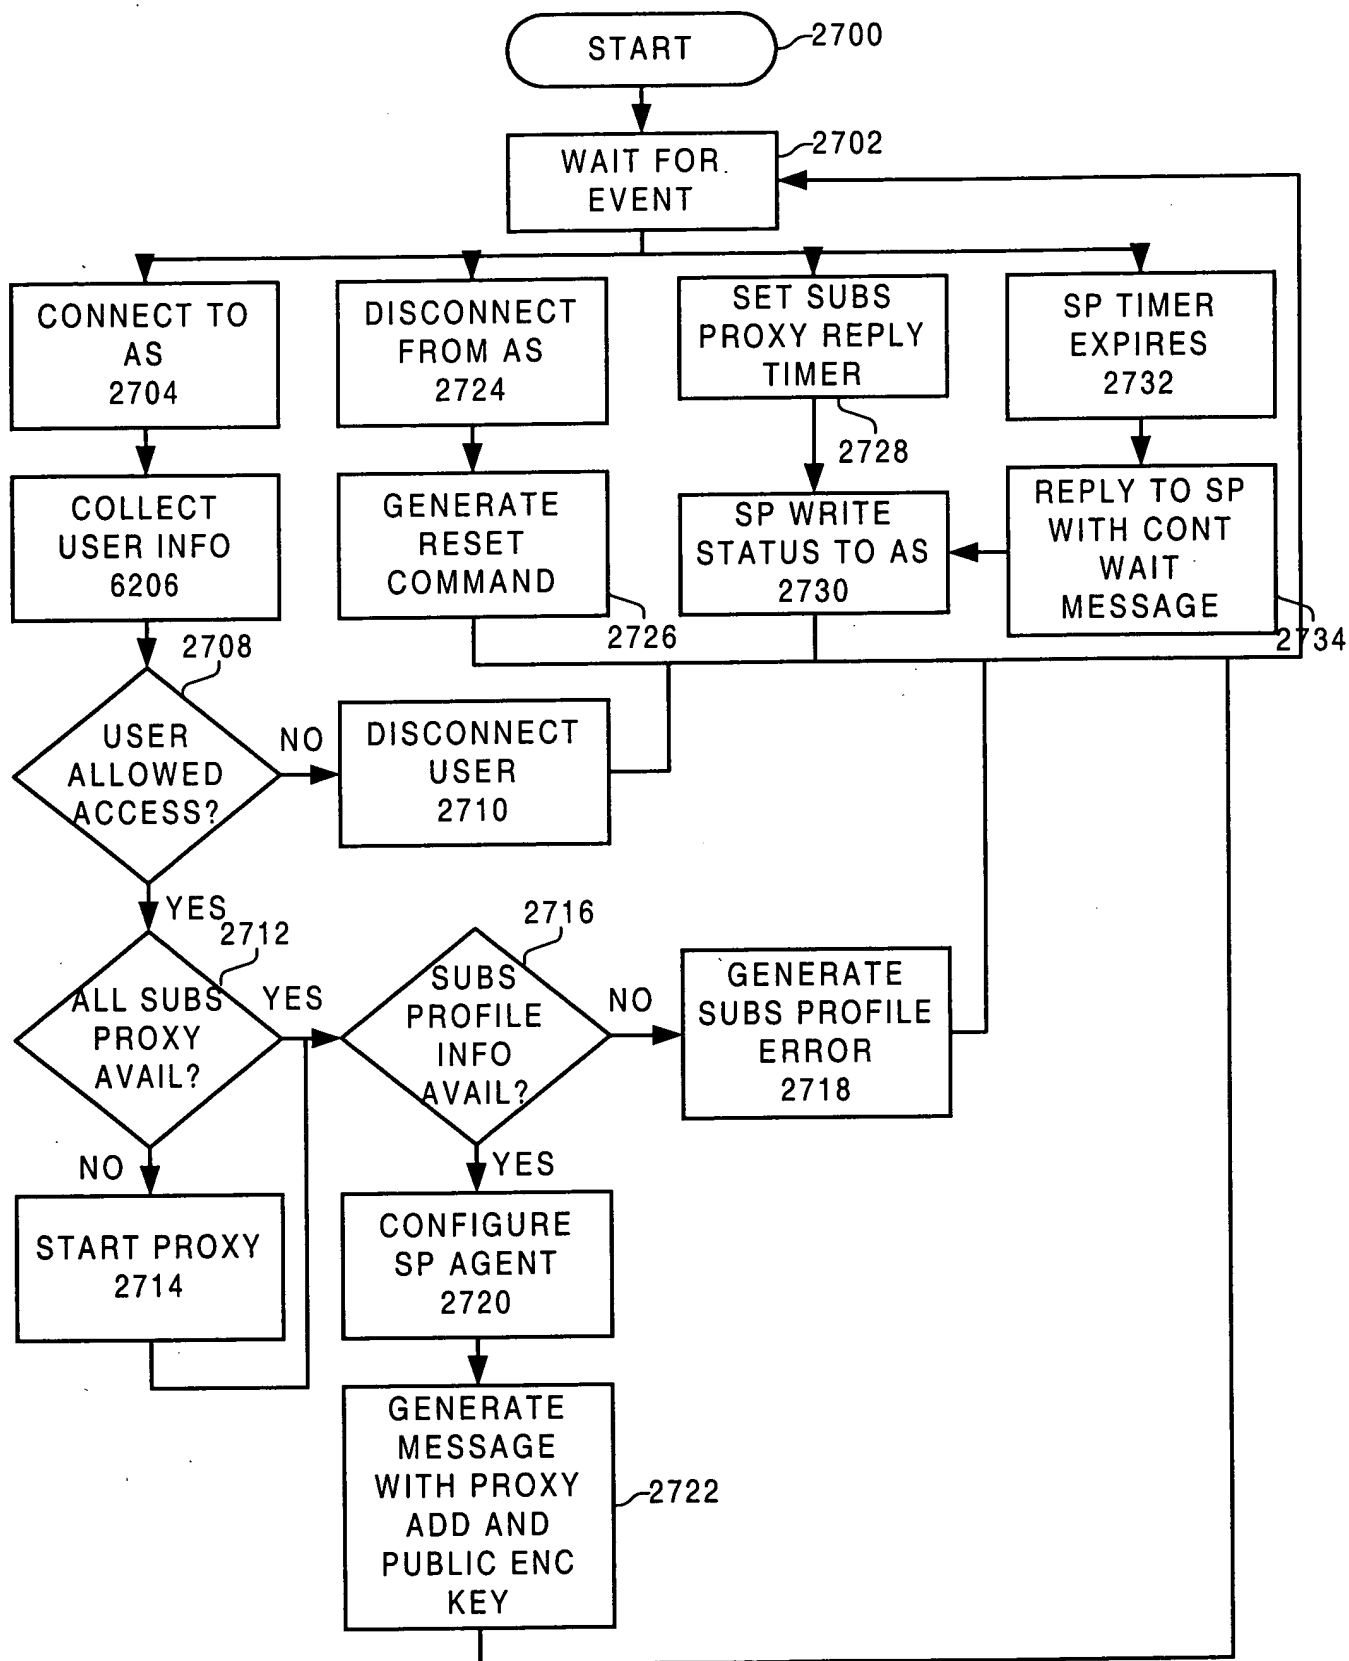 START
2700
WAIT FOR
EVENT
2702
CONNECT TO
AS
2704
DISCONNECT
FROM AS
2724
SET SUBS
PROXY REPLY
TIMER
2728
SP TIMER
EXPIRES
2732
COLLECT
USER INFO
6206
GENERATE
RESET
COMMAND
2726
SP WRITE
STATUS TO AS
2730
REPLY TO SP
WITH CONT
WAIT
MESSAGE
2734
2708
USER
ALLOWED
ACCESS?
NO
DISCONNECT
USER
2710
YES
2712
ALL SUBS
PROXY
AVAIL?
YES
2716
SUBS
PROFILE
INFO
AVAIL?
NO
GENERATE
SUBS PROFILE
ERROR
2718
NO
START PROXY
2714
YES
CONFIGURE
SP AGENT
2720
GENERATE
MESSAGE
WITH PROXY
ADD AND
PUBLIC ENC
KEY
2722